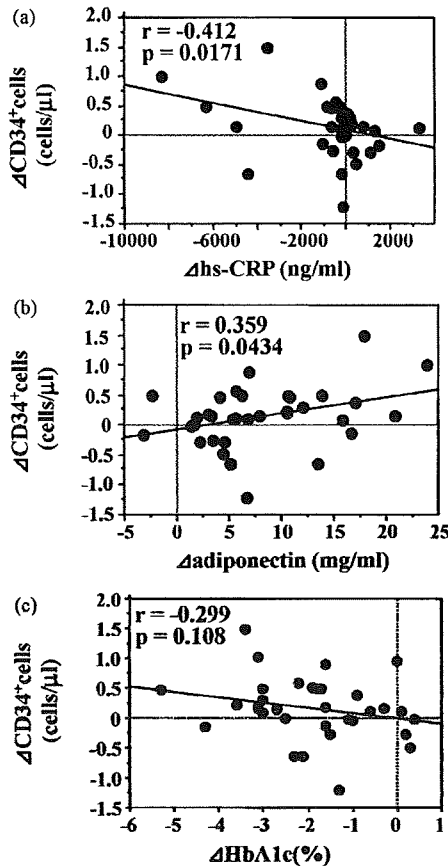 (a)
r = -0.412
p = 0.0171
2.0
1.5
1.0
0.5
0
-0.5
-1.0
-1.5
ΔCD34⁺cells
(cells/μl)
-10000 -6000 -2000 2000
Δhs-CRP (ng/ml)
(b)
r = 0.359
p = 0.0434
2.0
1.5
1.0
0.5
0
-0.5
-1.0
-1.5
ΔCD34⁺cells
(cells/μl)
-5 0 5 10 15 20 25
Δadiponectin (mg/ml)
(c)
r = -0.299
p = 0.108
2.0
1.5
1.0
0.5
0
-0.5
-1.0
-1.5
ΔCD34⁺cells
(cells/μl)
-6 -5 -4 -3 -2 -1 0 1
ΔHbA1c(%)